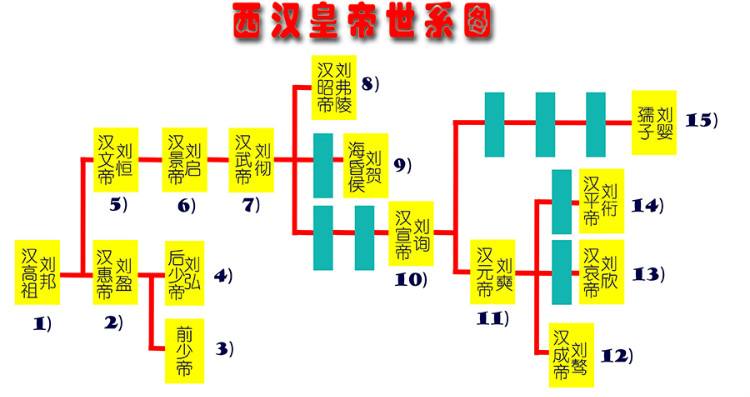 西汉皇帝世系图
汉高祖 刘邦
1)
汉惠帝 刘盈
2)
前少帝
3)
后少帝 刘弘
4)
汉文帝 刘恒
5)
汉景帝 刘启
6)
汉武帝 刘彻
7)
汉昭帝 刘弗陵
8)
海昏侯 刘贺
9)
汉宣帝 刘询
10)
汉元帝 刘奭
11)
汉成帝 刘骜
12)
汉哀帝 刘欣
13)
汉平帝 刘衎
14)
孺子 刘婴
15)